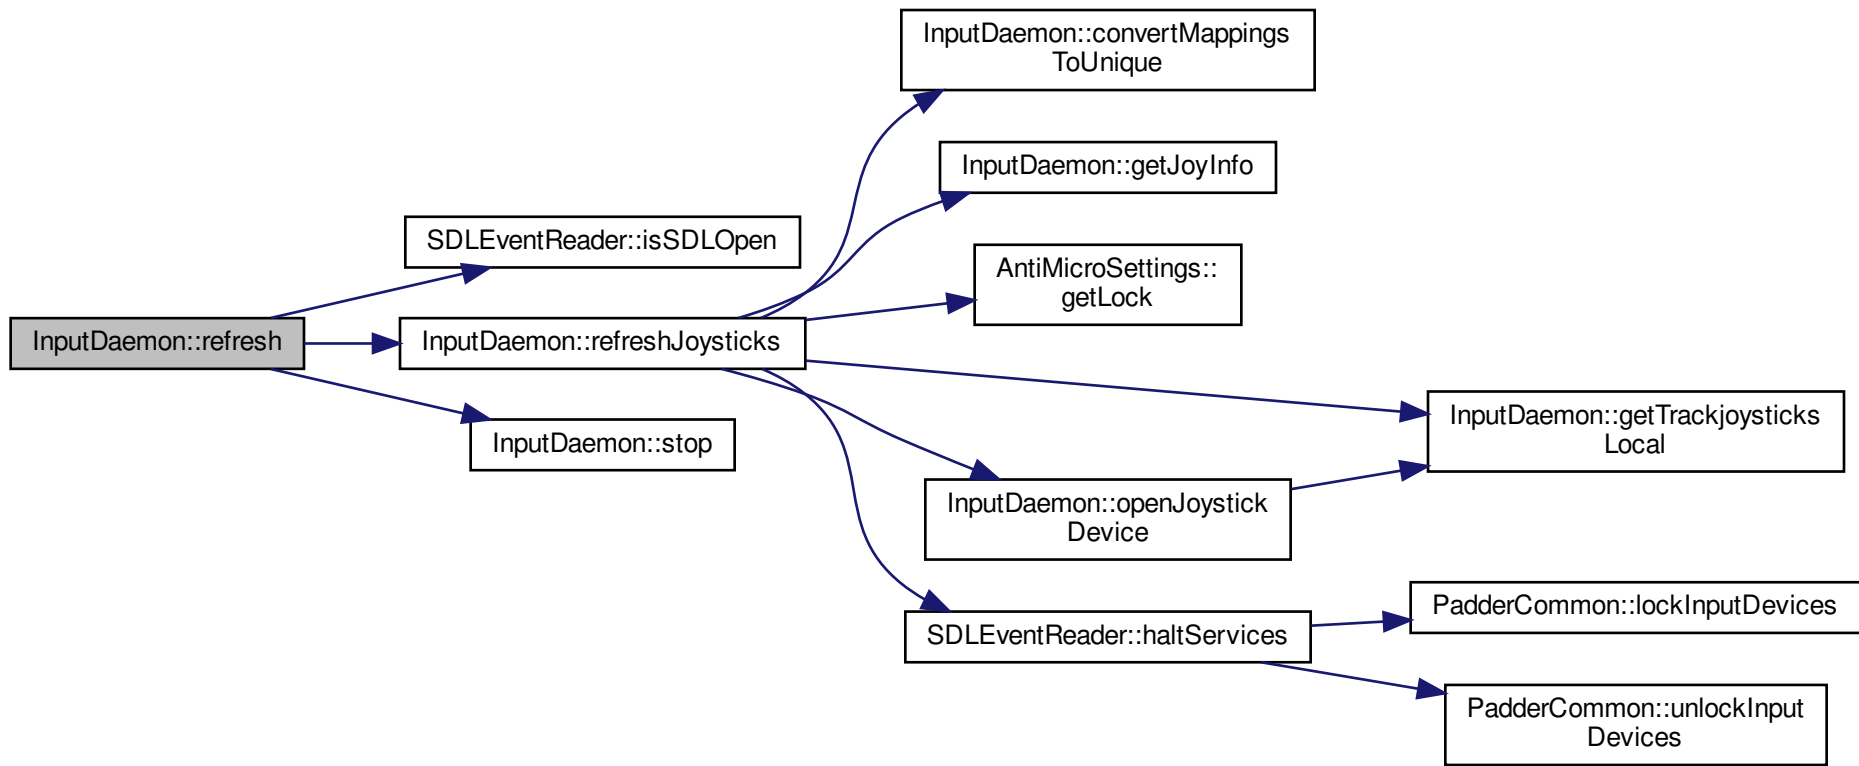 InputDaemon::refresh
SDLEventReader::isSDLOpen
InputDaemon::refreshJoysticks
InputDaemon::stop
InputDaemon::convertMappings
ToUnique
InputDaemon::getJoyInfo
AntiMicroSettings::
getLock
InputDaemon::openJoystick
Device
SDLEventReader::haltServices
InputDaemon::getTrackjoysticks
Local
PadderCommon::lockInputDevices
PadderCommon::unlockInput
Devices